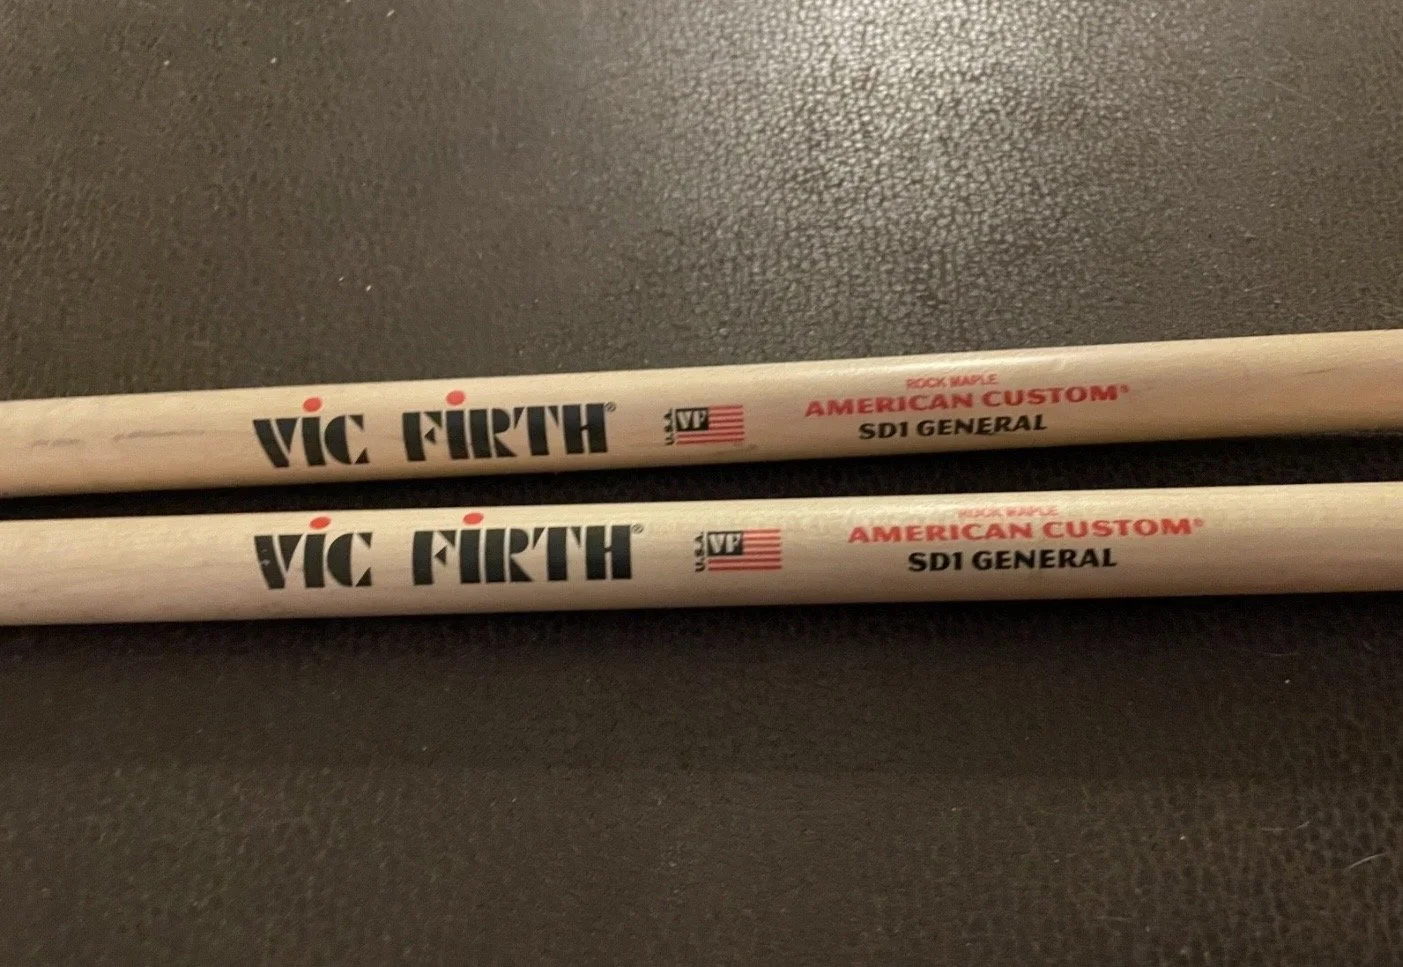 VIC FIRTH®
U.S.A.
VF
ROCK MAPLE
AMERICAN CUSTOM®
SD1 GENERAL
VIC FIRTH®
U.S.A.
VF
ROCK MAPLE
AMERICAN CUSTOM®
SD1 GENERAL